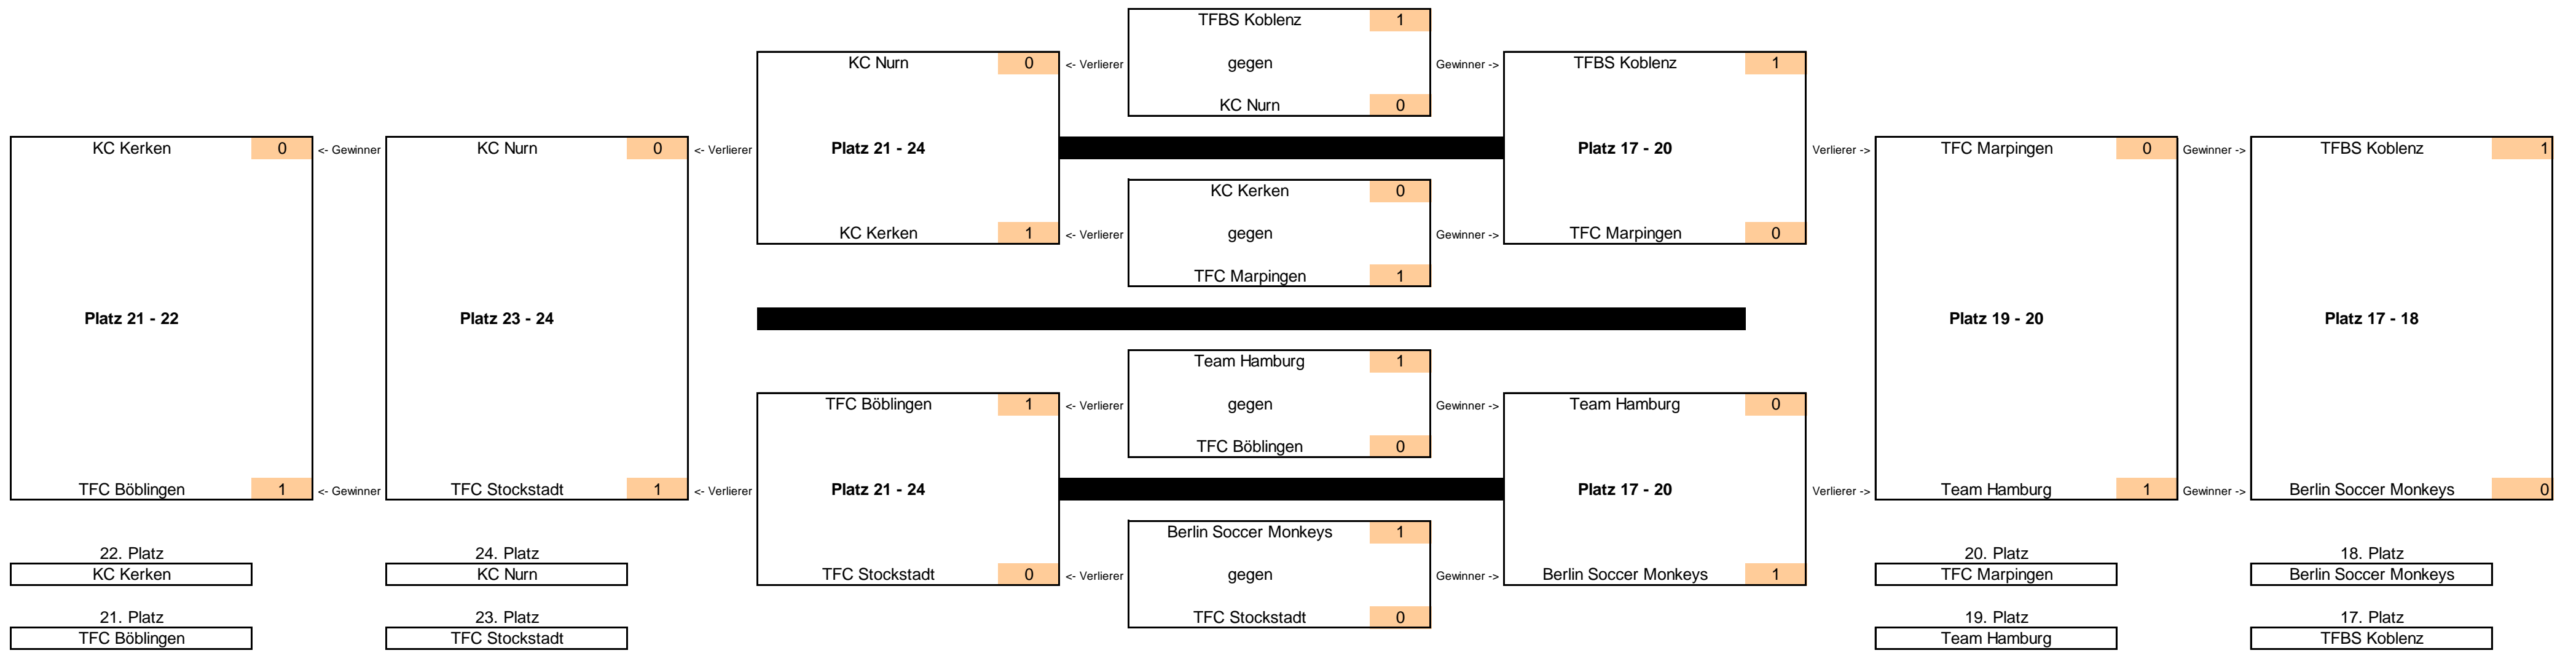 TFBS Koblenz 1
KC Nurn 0 <- Verlierer gegen Gewinner -> TFBS Koblenz 1
KC Nurn 0
KC Kerken 0 <- Gewinner KC Nurn 0 <- Verlierer Platz 21 - 24 Platz 17 - 20 Verlierer -> TFC Marpingen 0 Gewinner -> TFBS Koblenz 1
KC Kerken 0
KC Kerken 1 <- Verlierer gegen Gewinner -> TFC Marpingen 0
TFC Marpingen 1
Platz 21 - 22 Platz 23 - 24 Platz 19 - 20 Platz 17 - 18
Team Hamburg 1
TFC Böblingen 1 <- Verlierer gegen Gewinner -> Team Hamburg 0
TFC Böblingen 0
TFC Böblingen 1 <- Gewinner TFC Stockstadt 1 <- Verlierer Platz 21 - 24 Platz 17 - 20 Verlierer -> Team Hamburg 1 Gewinner -> Berlin Soccer Monkeys 0
Berlin Soccer Monkeys 1
22. Platz 24. Platz 20. Platz 18. Platz
KC Kerken KC Nurn TFC Stockstadt 0 <- Verlierer gegen Gewinner -> Berlin Soccer Monkeys 1 TFC Marpingen Berlin Soccer Monkeys
21. Platz 23. Platz TFC Stockstadt 0 19. Platz 17. Platz
TFC Böblingen TFC Stockstadt Team Hamburg TFBS Koblenz